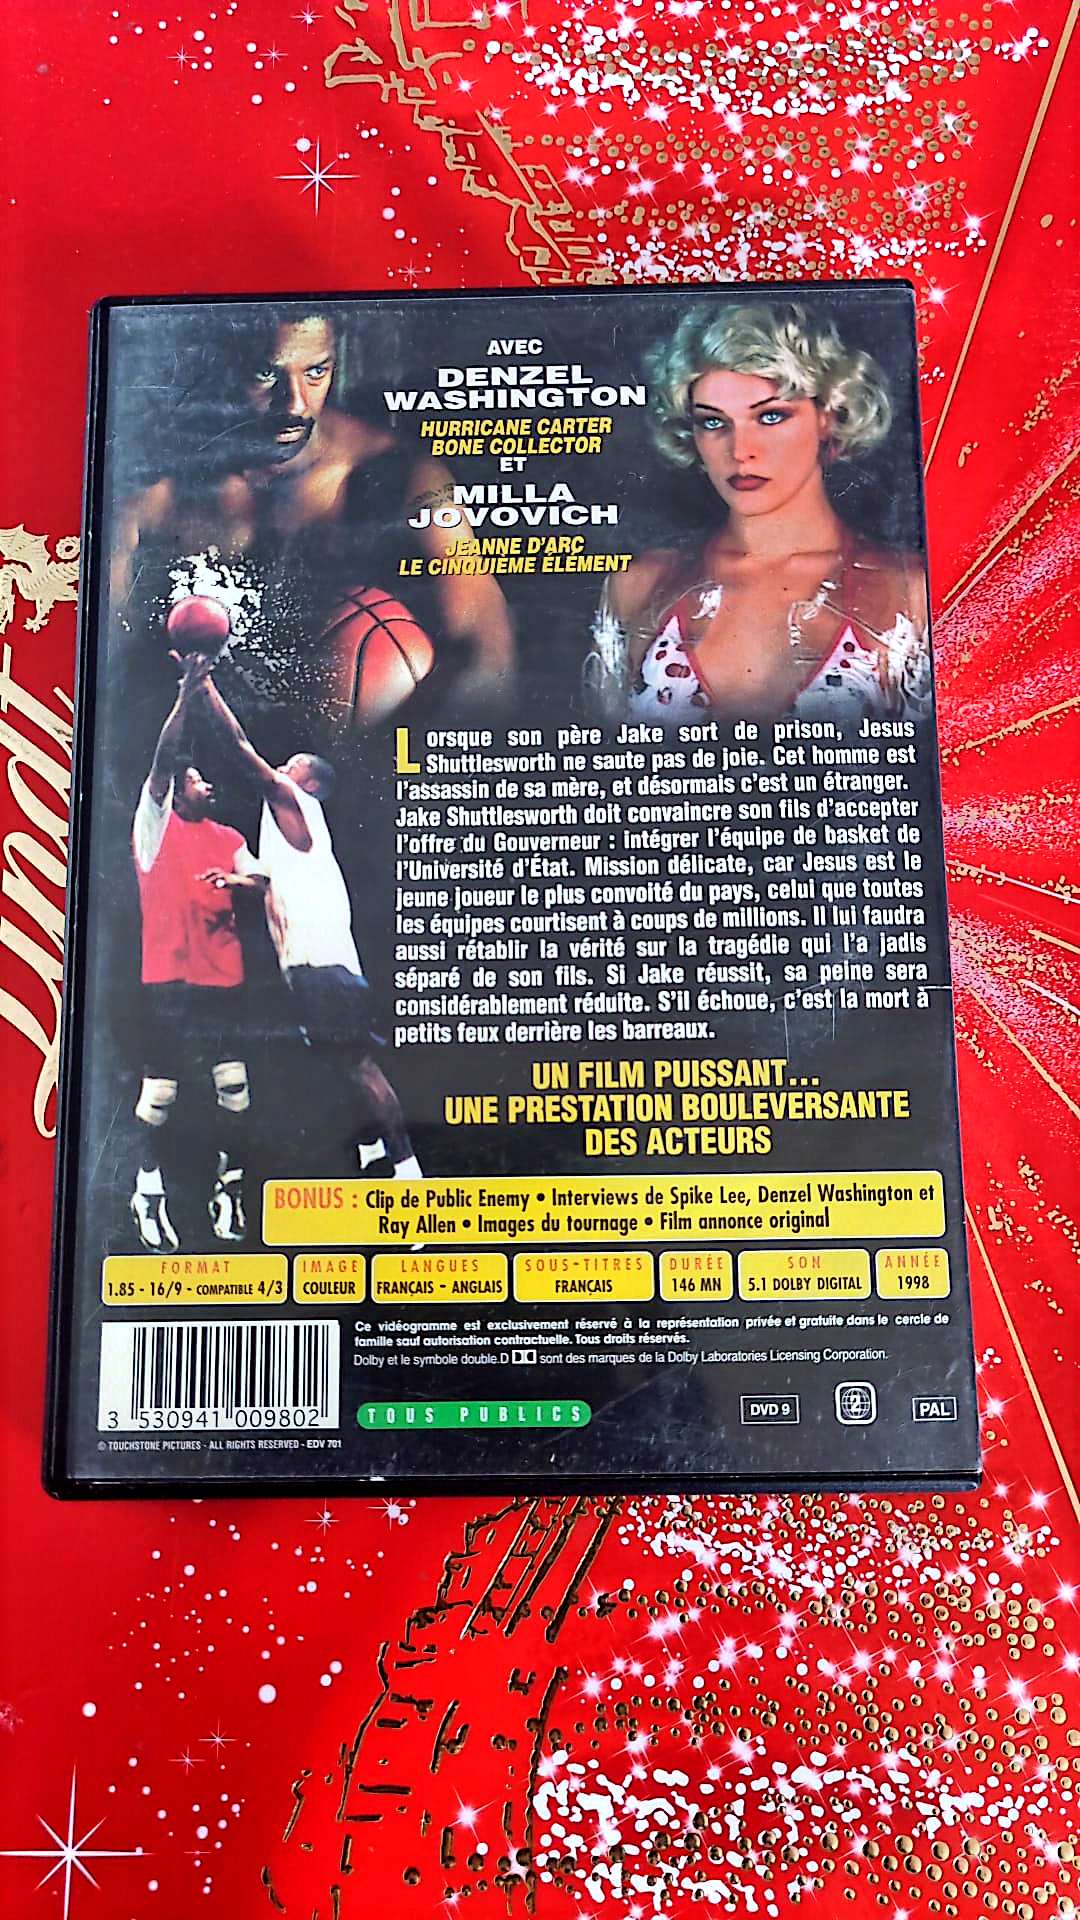 AVEC
DENZEL
WASHINGTON
HURRICANE CARTER
BONE COLLECTOR
ET
MILLA
JOVOVICH
JEANNE D'ARC
LE CINQUIEME ÉLÉMENT
Lindt
Lorsque son père Jake sort de prison, Jesus
Shuttlesworth ne saute pas de joie. Cet homme est
l'assassin de sa mère, et désormais c'est un étranger.
Jake Shuttlesworth doit convaincre son fils d'accepter
l'offre du Gouverneur : intégrer l'équipe de basket de
l'Université d'État. Mission délicate, car Jesus est le
jeune joueur le plus convoité du pays, celui que toutes
les équipes courtisent à coups de millions. Il lui faudra
aussi rétablir la vérité sur la tragédie qui l'a jadis
séparé de son fils. Si Jake réussit, sa peine sera
considérablement réduite. S'il échoue, c'est la mort à
petits feux derrière les barreaux.
UN FILM PUISSANT...
UNE PRESTATION BOULEVERSANTE
DES ACTEURS
BONUS : Clip de Public Enemy • Interviews de Spike Lee, Denzel Washington et
Ray Allen • Images du tournage • Film annonce original
FORMAT
1.85 - 16/9 - COMPATIBLE 4/3
IMAGE
COULEUR
LANGUES
FRANÇAIS - ANGLAIS
SOUS-TITRES
FRANÇAIS
DURÉE
146 MN
SON
5.1 DOLBY DIGITAL
ANNÉE
1998
Ce vidéogramme est exclusivement réservé à la représentation privée et gratuite dans le cercle de
famille sauf autorisation contractuelle. Tous droits réservés.
Dolby et le symbole double.D sont des marques de la Dolby Laboratories Licensing Corporation.
3 530941 009802
TOUS PUBLICS
DVD 9
2
PAL
© TOUCHSTONE PICTURES - ALL RIGHTS RESERVED - EDV 701